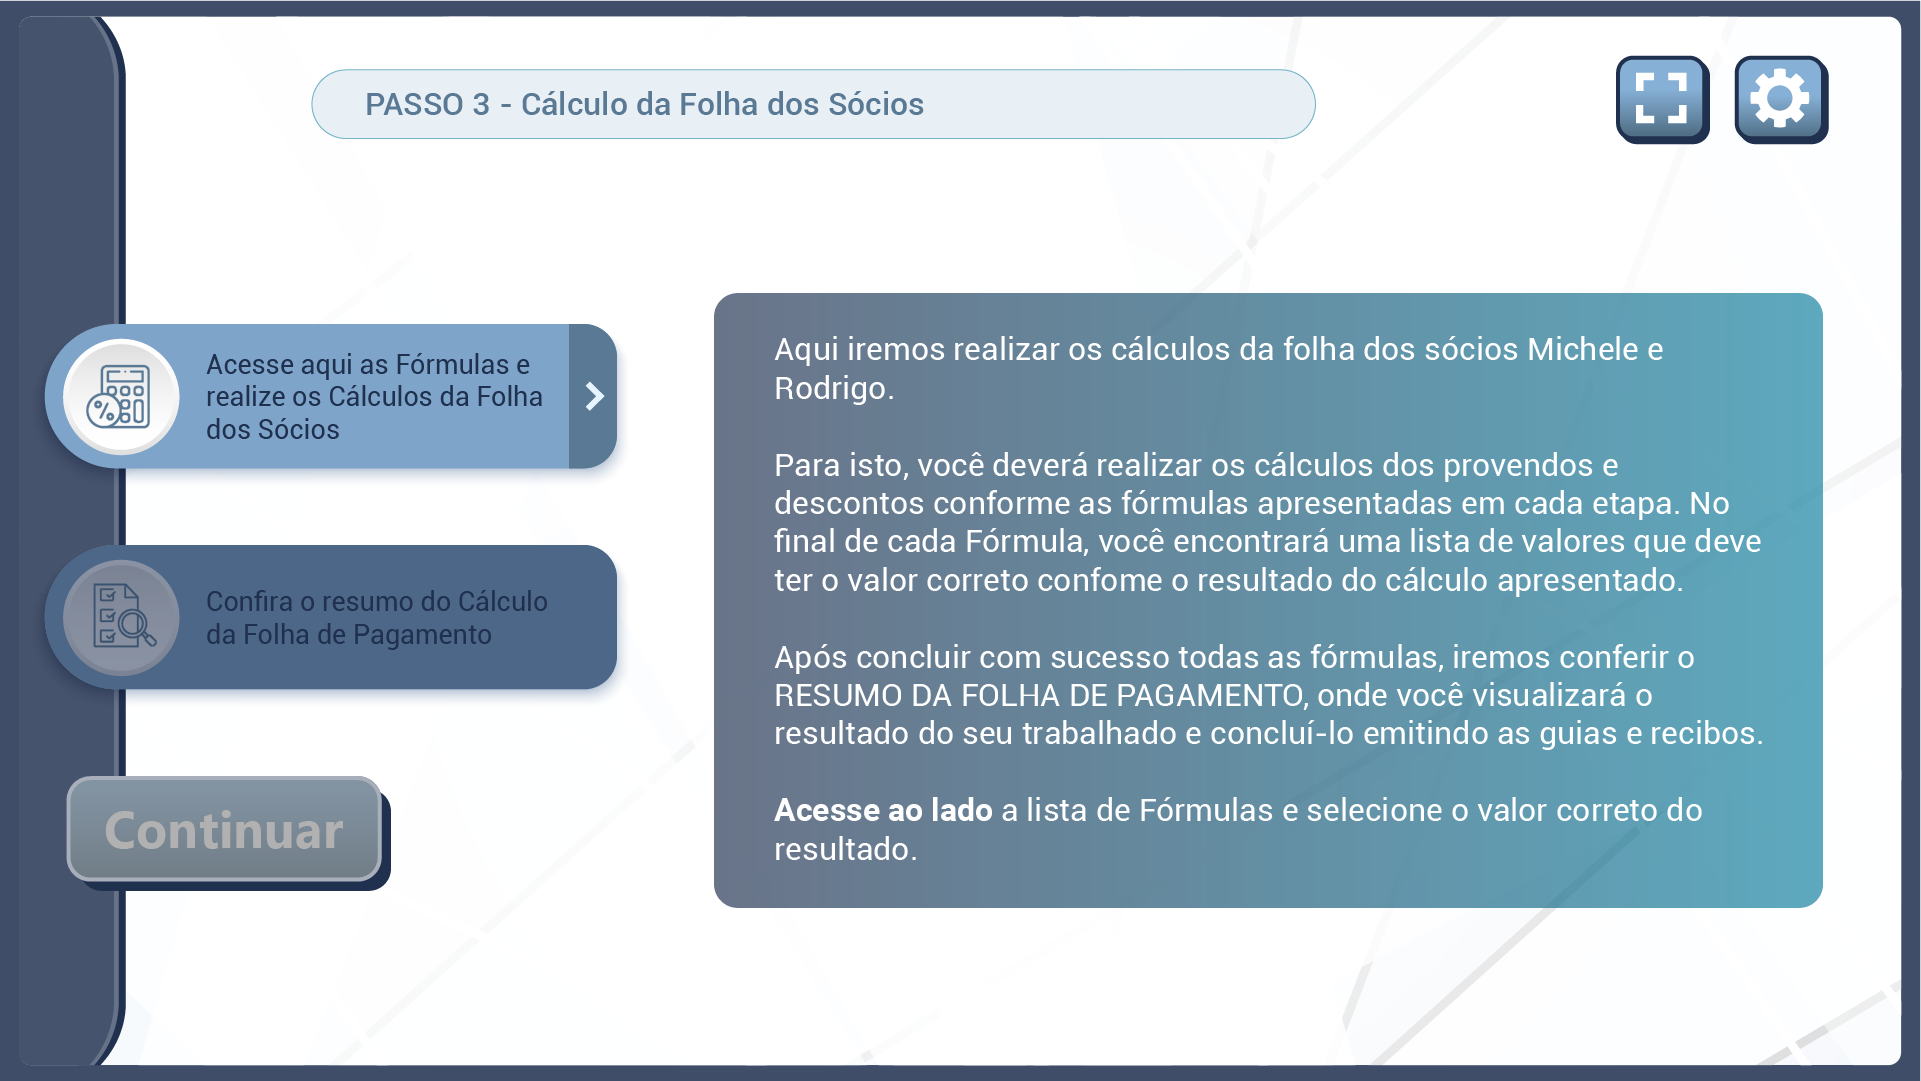 PASSO 3 - Cálculo da Folha dos Sócios
Acesse aqui as Fórmulas e
realize os Cálculos da Folha
dos Sócios
Confira o resumo do Cálculo
da Folha de Pagamento
Continuar
Aqui iremos realizar os cálculos da folha dos sócios Michele e
Rodrigo.
Para isto, você deverá realizar os cálculos dos provendos e
descontos conforme as fórmulas apresentadas em cada etapa. No
final de cada Fórmula, você encontrará uma lista de valores que deve
ter o valor correto confome o resultado do cálculo apresentado.
Após concluir com sucesso todas as fórmulas, iremos conferir o
RESUMO DA FOLHA DE PAGAMENTO, onde você visualizará o
resultado do seu trabalhado e concluí-lo emitindo as guias e recibos.
Acesse ao lado a lista de Fórmulas e selecione o valor correto do
resultado.